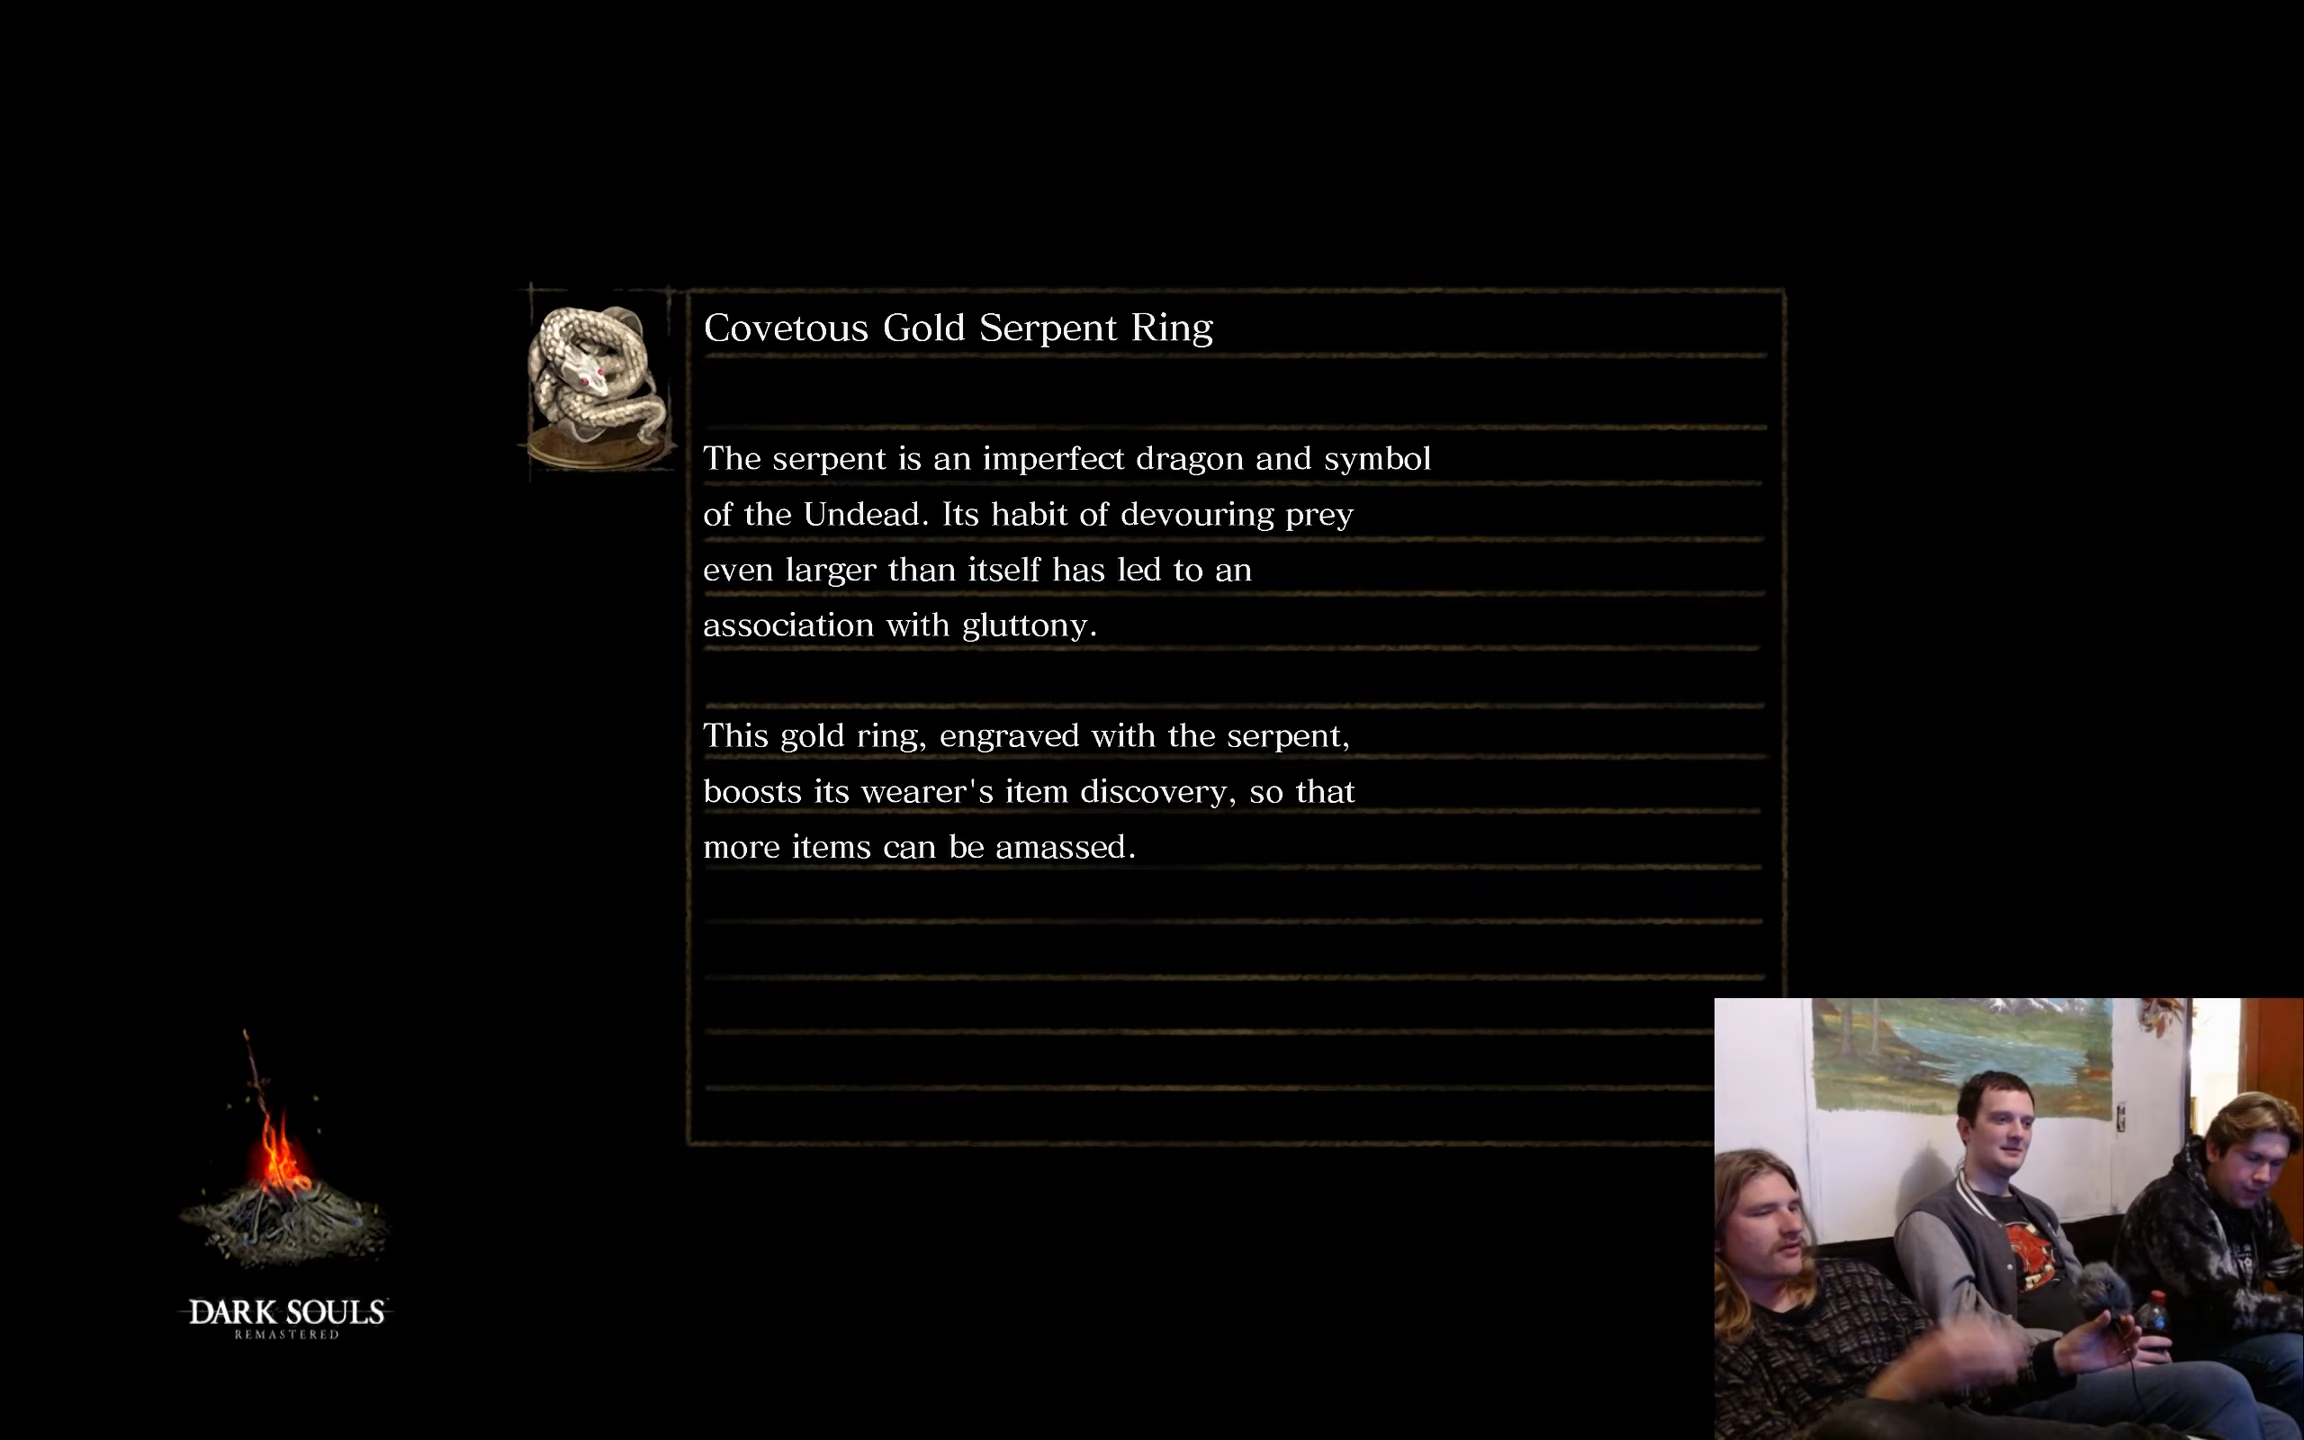 Covetous Gold Serpent Ring
The serpent is an imperfect dragon and symbol
of the Undead. Its habit of devouring prey
even larger than itself has led to an
association with gluttony.
This gold ring, engraved with the serpent,
boosts its wearer's item discovery, so that
more items can be amassed.
DARK SOULS
REMASTERED